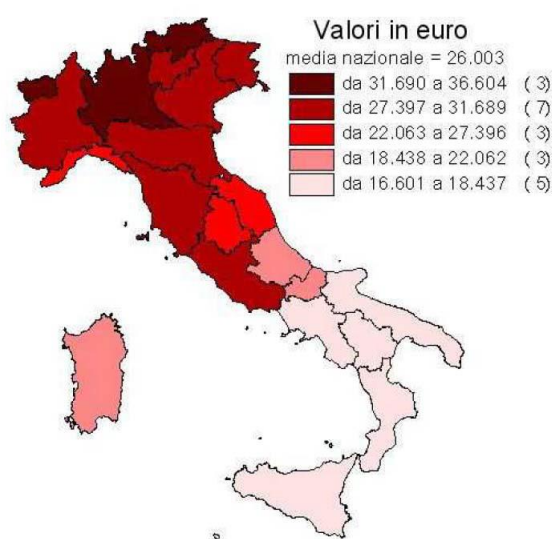 Valori in euro
media nazionale = 26.003
da 31.690 a 36.604 ( 3)
da 27.397 a 31.689 ( 7)
da 22.063 a 27.396 ( 3)
da 18.438 a 22.062 ( 3)
da 16.601 a 18.437 ( 5)